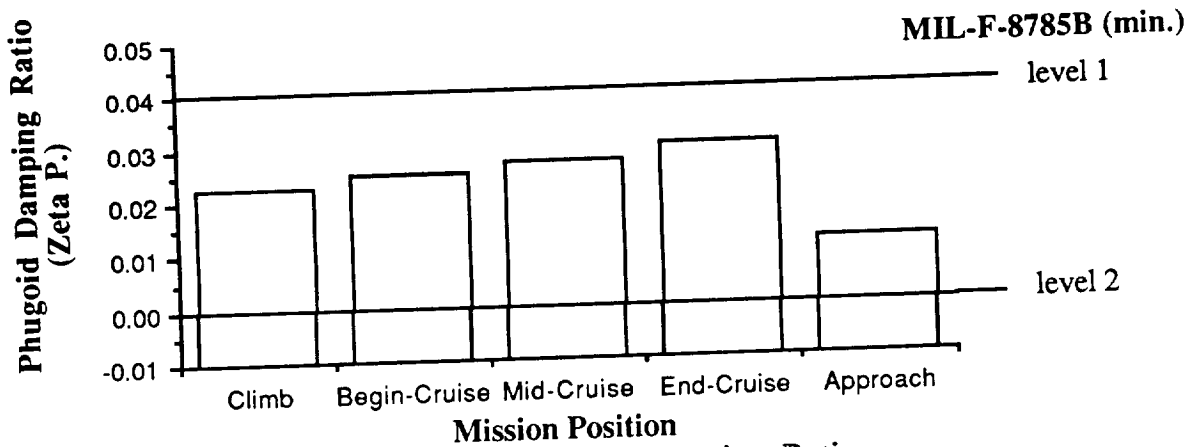 MIL-F-8785B (min.)
Phugoid Damping Ratio
(Zeta P.)
0.05
0.04
0.03
0.02
0.01
0.00
-0.01
level 1
level 2
Climb
Begin-Cruise
Mid-Cruise
End-Cruise
Approach
Mission Position